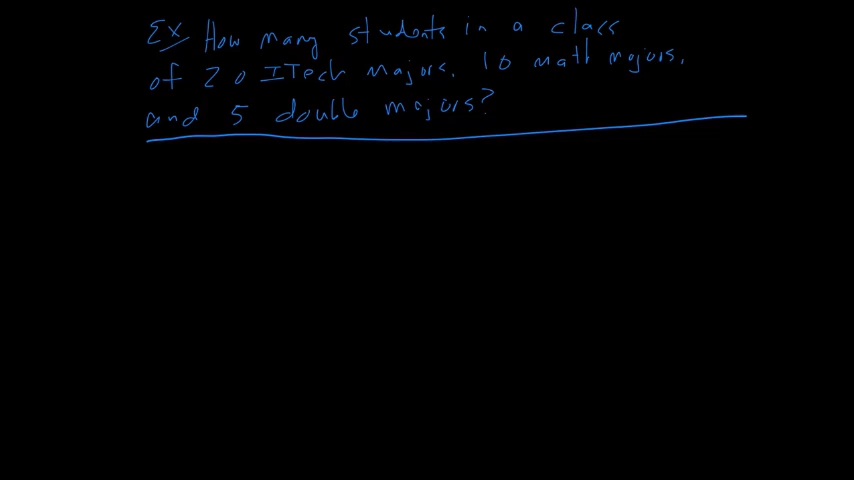 Ex How many students in a class
of 20 ITech majors, 10 math majors,
and 5 double majors?